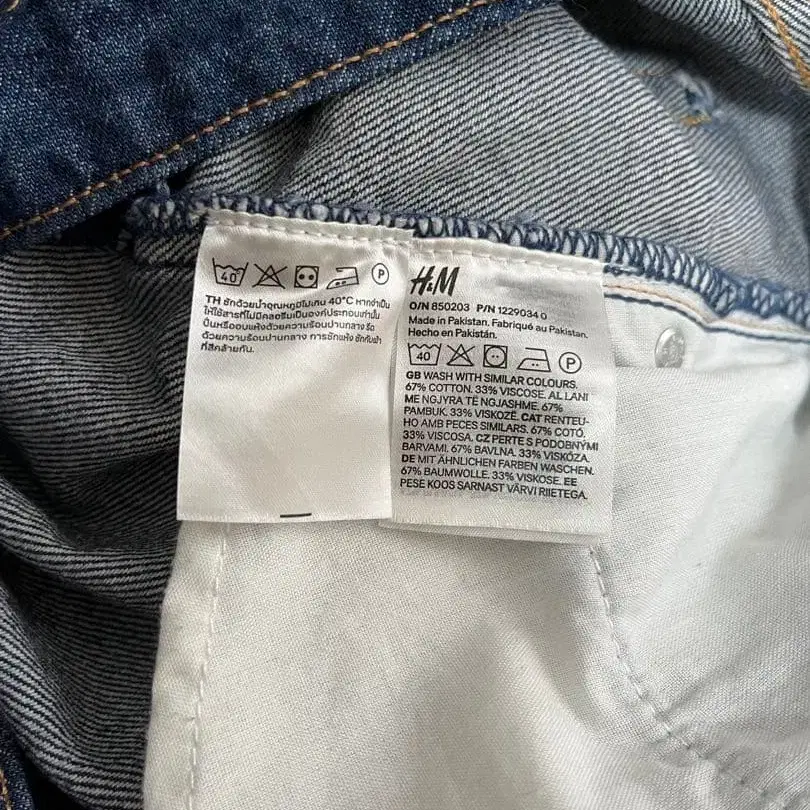 40°
P
TH ซักด้วยน้ำอุณหภูมิไม่เกิน 40°C หากจำเป็น
ให้ใช้สารที่ไม่มีคลอรีนเป็นองค์ประกอบเท่านั้น
ปั่นหรืออบแห้งด้วยความร้อนปานกลาง รีด
ด้วยความร้อนปานกลาง การซักแห้ง ซักกับผ้า
ที่สีคล้ายกัน.
H&M
O/N 850203 P/N 1229034 0
Made in Pakistan. Fabriqué au Pakistan.
Hecho en Pakistán.
40
P
GB WASH WITH SIMILAR COLOURS.
67% COTTON. 33% VISCOSE. AL LANI
ME NGJYRA TË NGJASHME. 67%
PAMBUK. 33% VISKOZË. CAT RENTEU-
HO AMB PECES SIMILARS. 67% COTÓ.
33% VISCOSA. CZ PERTE S PODOBNÝMI
BARVAMI. 67% BAVLNA. 33% VISKÓZA.
DE MIT ÄHNLICHEN FARBEN WASCHEN.
67% BAUMWOLLE. 33% VISKOSE. EE
PESE KOOS SARNAST VÄRVI RIIETEGA.